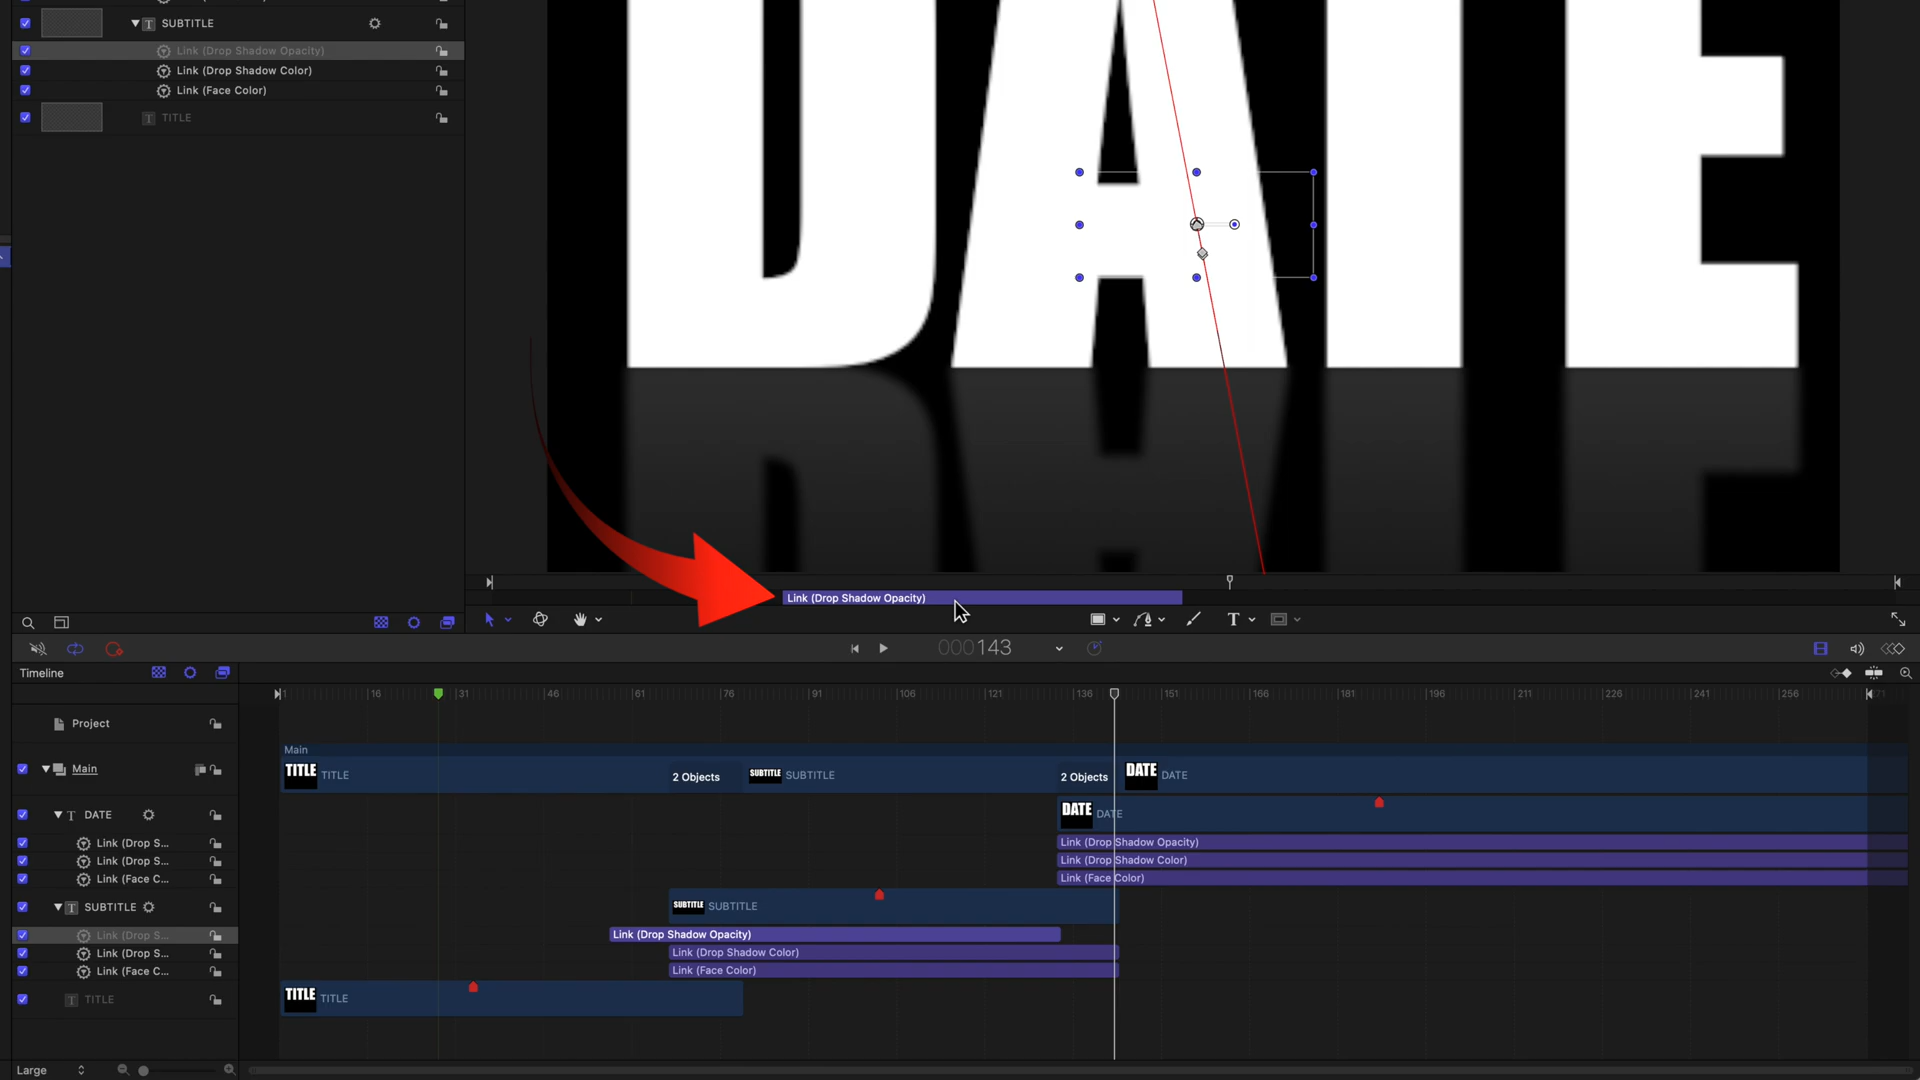 SUBTITLE
Link (Drop Shadow Opacity)
Link (Drop Shadow Color)
Link (Face Color)
TITLE
DATE
Link (Drop Shadow Opacity)
000143
Timeline
1 16 31 46 61 76 91 106 121 136 151 166 181 196 211 226 241 256 271
Project
Main
Main
TITLE TITLE
2 Objects
SUBTITLE SUBTITLE
2 Objects
DATE DATE
DATE
DATE DATE
Link (Drop S...
Link (Drop Shadow Opacity)
Link (Drop S...
Link (Drop Shadow Color)
Link (Face C...
Link (Face Color)
SUBTITLE
SUBTITLE SUBTITLE
Link (Drop S...
Link (Drop Shadow Opacity)
Link (Drop S...
Link (Drop Shadow Color)
Link (Face C...
Link (Face Color)
TITLE
TITLE TITLE
Large